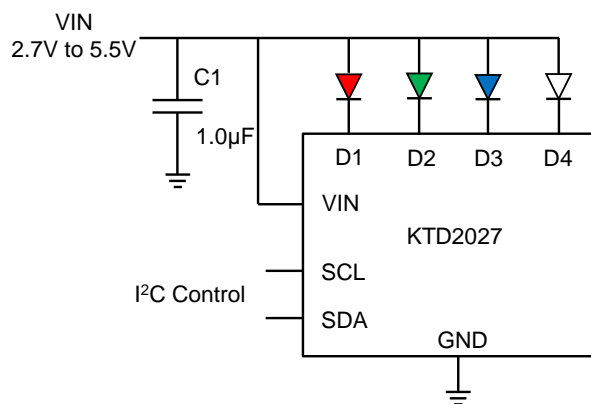 VIN
2.7V to 5.5V
C1
1.0µF
D1 D2 D3 D4
VIN
KTD2027
SCL
I²C Control
SDA
GND